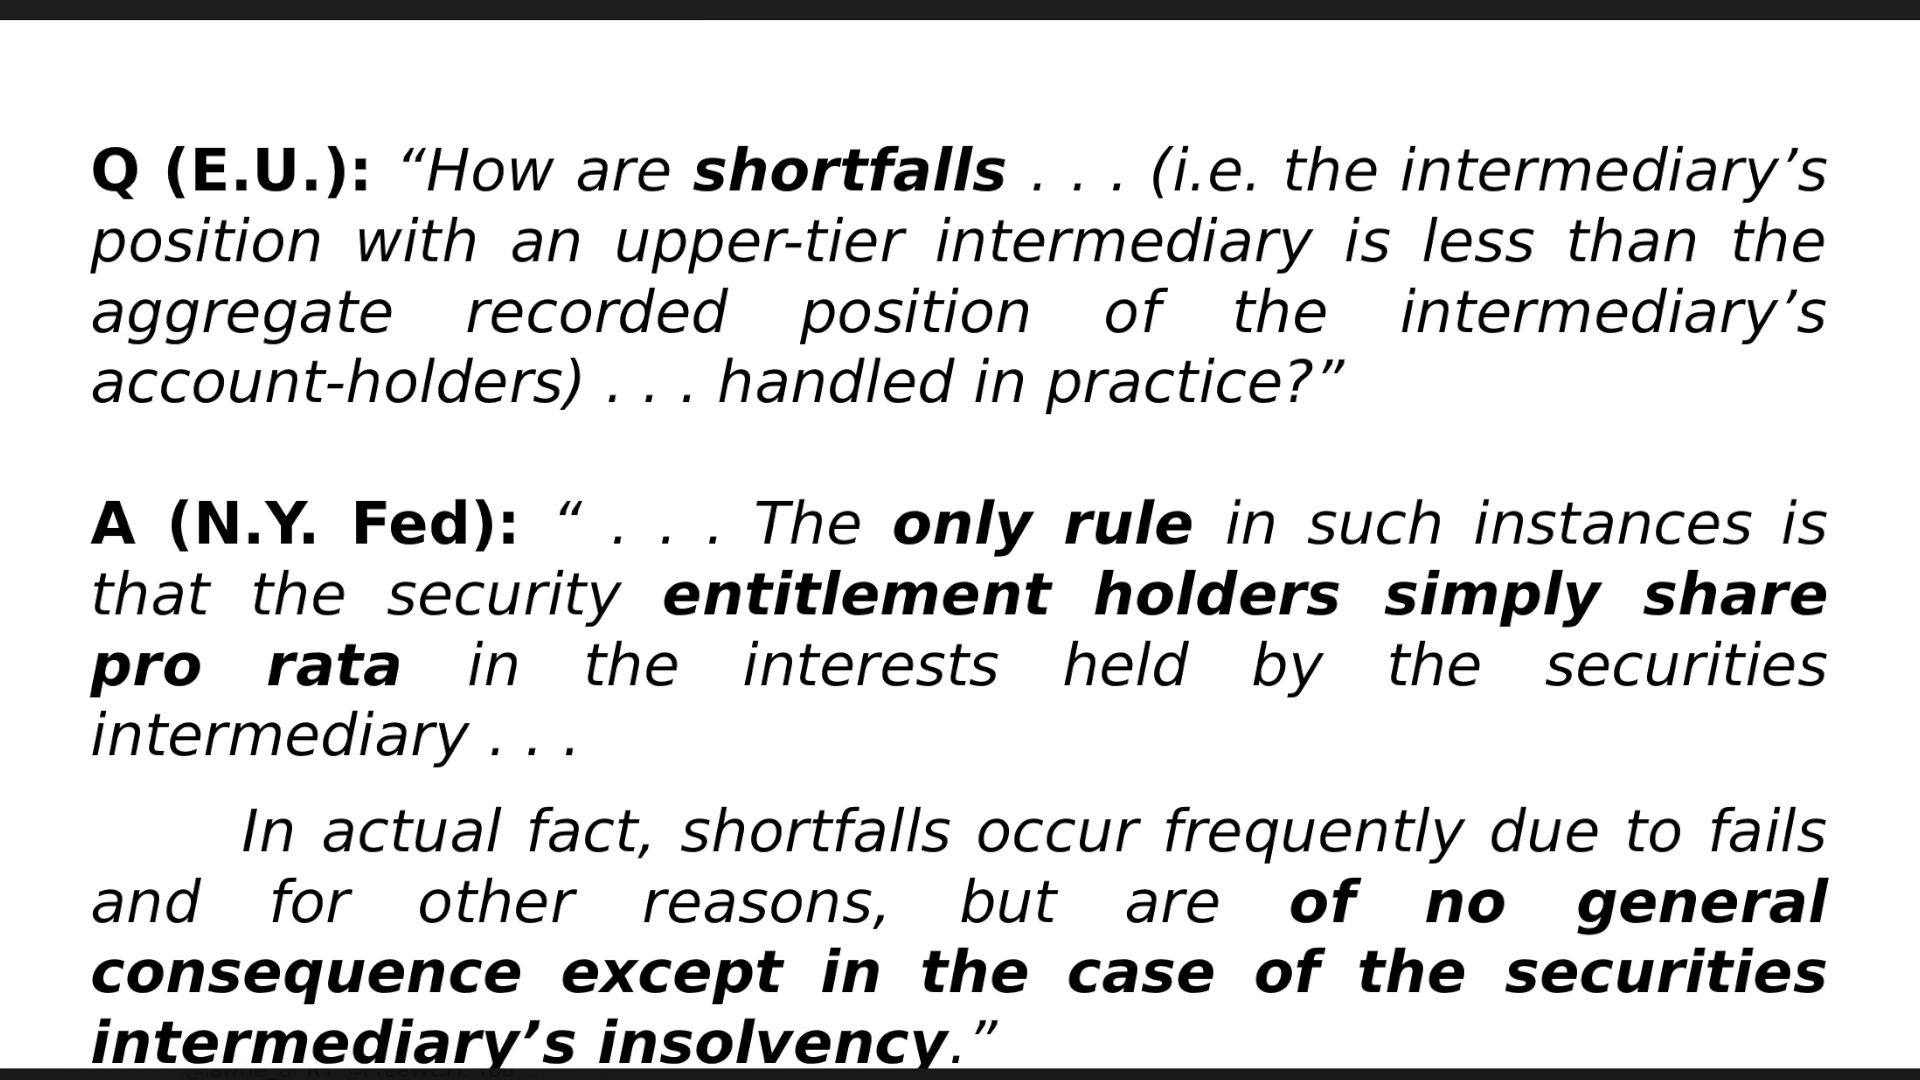 Q (E.U.): “How are shortfalls . . . (i.e. the intermediary’s
position with an upper-tier intermediary is less than the
aggregate recorded position of the intermediary’s
account-holders) . . . handled in practice?”
A (N.Y. Fed): “ . . . The only rule in such instances is
that the security entitlement holders simply share
pro rata in the interests held by the securities
intermediary . . .
In actual fact, shortfalls occur frequently due to fails
and for other reasons, but are of no general
consequence except in the case of the securities
intermediary’s insolvency.”